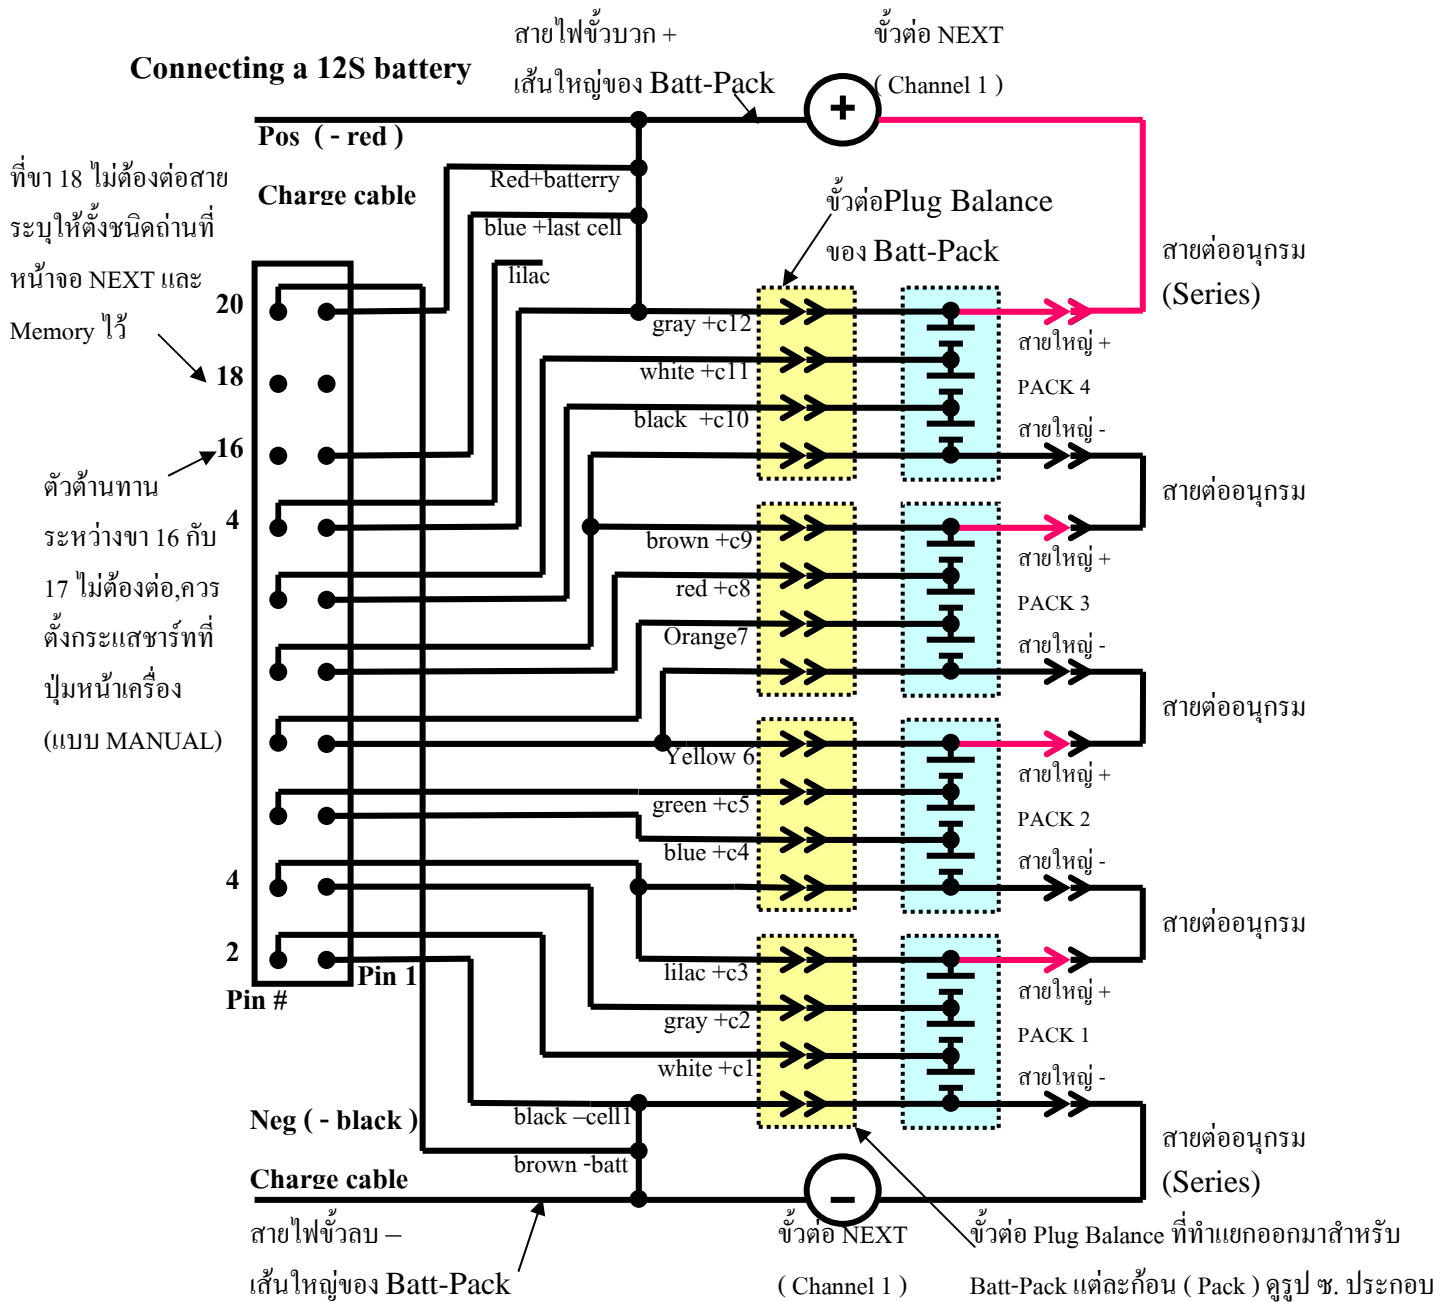 Connecting a 12S battery
สายไฟขั้วบวก +
เส้นใหญ่ของ Batt-Pack
ขั้วต่อ NEXT
( Channel 1 )
+
Pos ( - red )
Charge cable
Red+batterry
blue +last cell
lilac
ที่ขา 18 ไม่ต้องต่อสาย
ระบุให้ตั้งชนิดถ่านที่
หน้าจอ NEXT และ
Memory ไว้
ขั้วต่อPlug Balance
ของ Batt-Pack
สายต่ออนุกรม
(Series)
20
18
16
4
4
2
Pin #
Pin 1
ตัวต้านทาน
ระหว่างขา 16 กับ
17 ไม่ต้องต่อ,ควร
ตั้งกระแสชาร์ทที่
ปุ่มหน้าเครื่อง
(แบบ MANUAL)
gray +c12
white +c11
black +c10
สายใหญ่ +
PACK 4
สายใหญ่ -
สายต่ออนุกรม
brown +c9
red +c8
Orange7
สายใหญ่ +
PACK 3
สายใหญ่ -
สายต่ออนุกรม
Yellow 6
green +c5
blue +c4
สายใหญ่ +
PACK 2
สายใหญ่ -
สายต่ออนุกรม
lilac +c3
gray +c2
white +c1
black –cell1
สายใหญ่ +
PACK 1
สายใหญ่ -
สายต่ออนุกรม
(Series)
Neg ( - black )
brown -batt
Charge cable
–
สายไฟขั้วลบ –
เส้นใหญ่ของ Batt-Pack
ขั้วต่อ NEXT
( Channel 1 )
ขั้วต่อ Plug Balance ที่ทำแยกออกมาสำหรับ
Batt-Pack แต่ละก้อน ( Pack ) ดูรูป ซ. ประกอบ